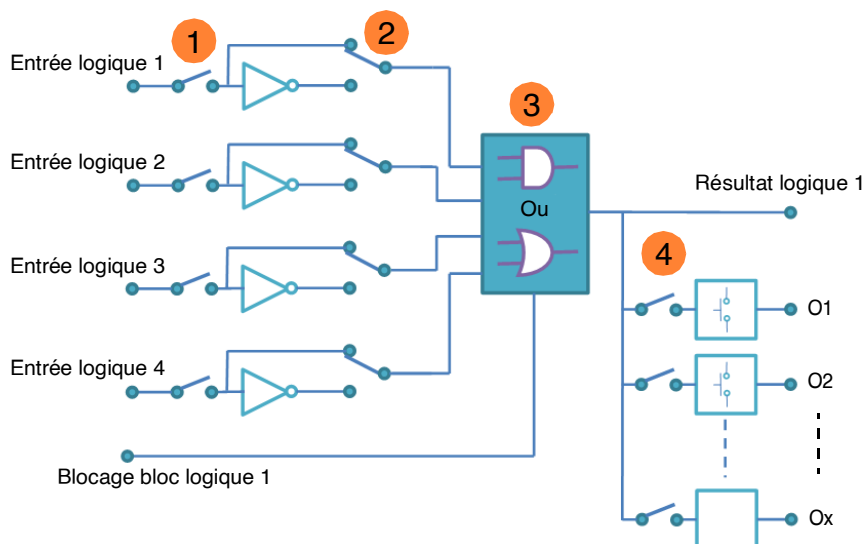 1
2
Entrée logique 1
3
Entrée logique 2
Résultat logique 1
Ou
4
Entrée logique 3
O1
Entrée logique 4
O2
Blocage bloc logique 1
Ox